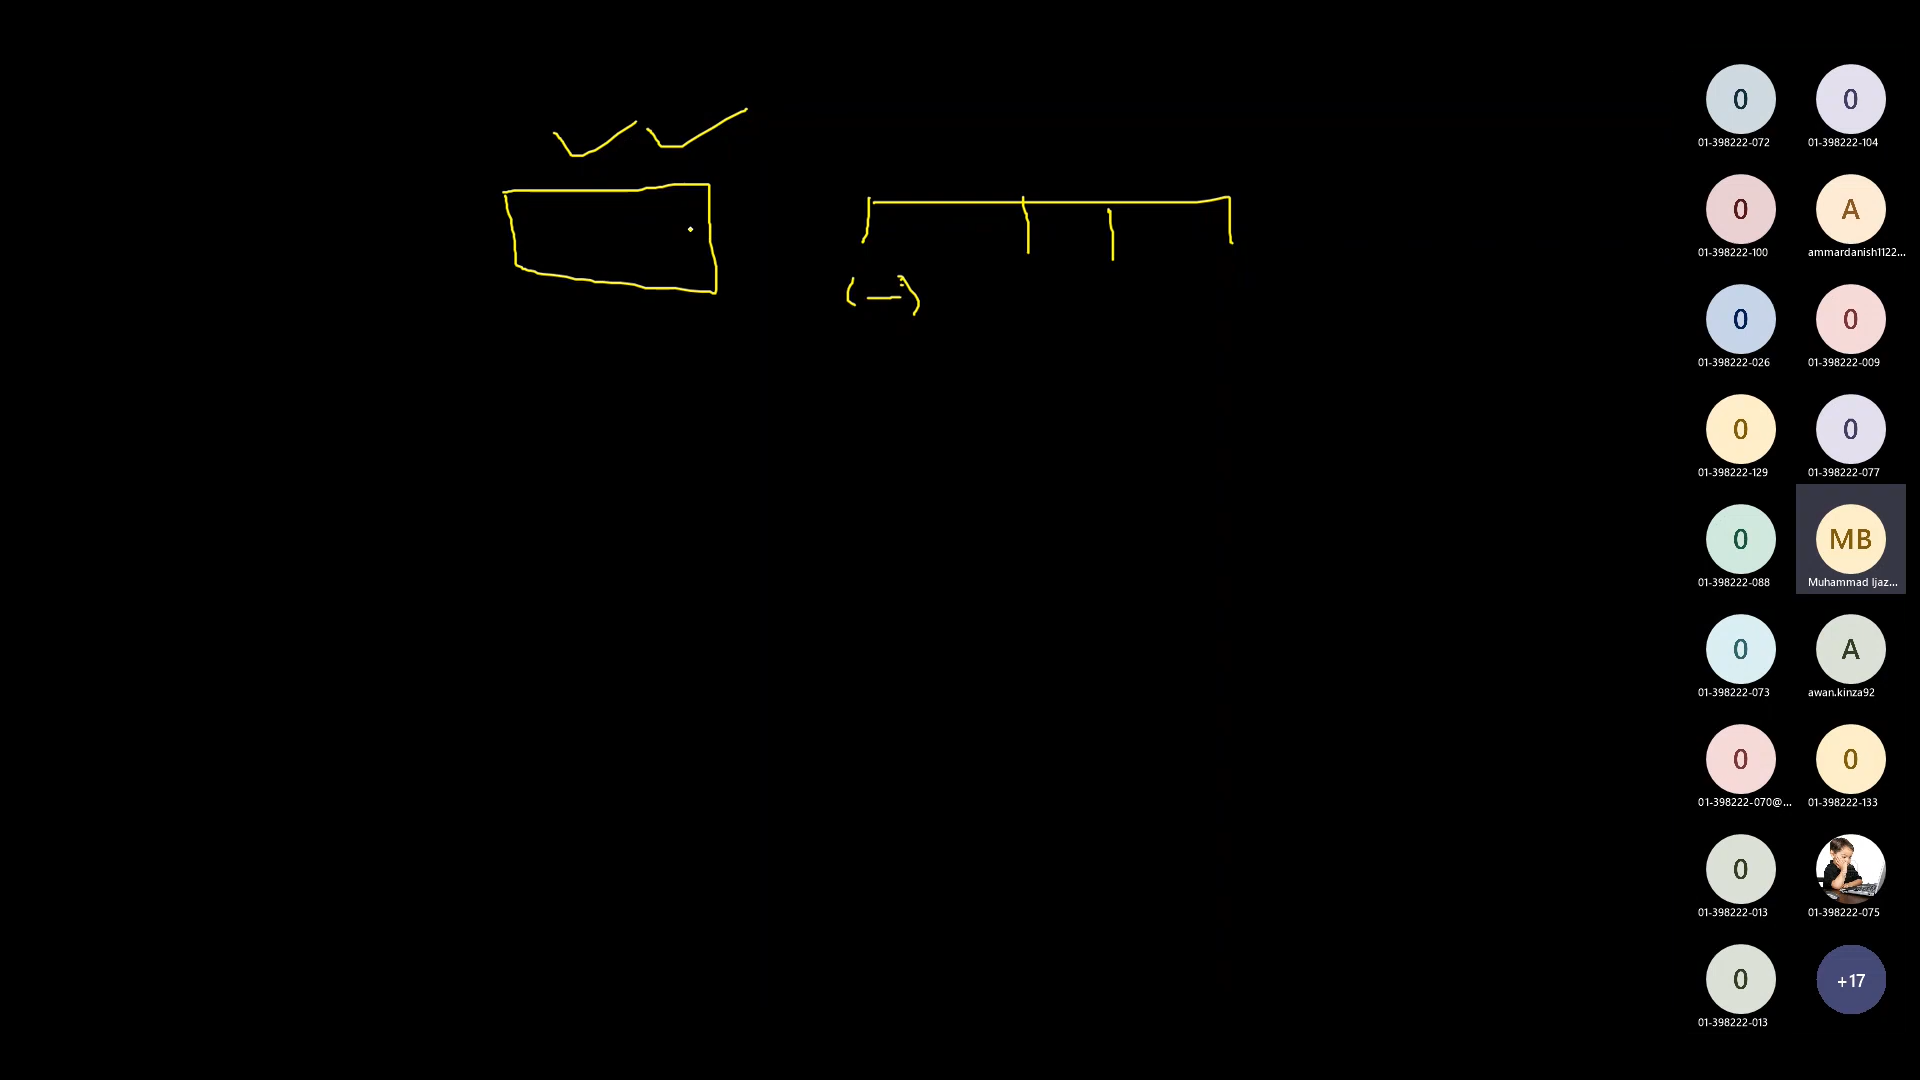 0 0
01-398222-072 01-398222-104
0 A
01-398222-100 ammardanish1122...
0 0
01-398222-026 01-398222-009
0 0
01-398222-129 01-398222-077
0 MB
01-398222-088 Muhammad Ijaz...
0 A
01-398222-073 awan.kinza92
0 0
01-398222-070@... 01-398222-133
0
01-398222-013 01-398222-075
0 +17
01-398222-013